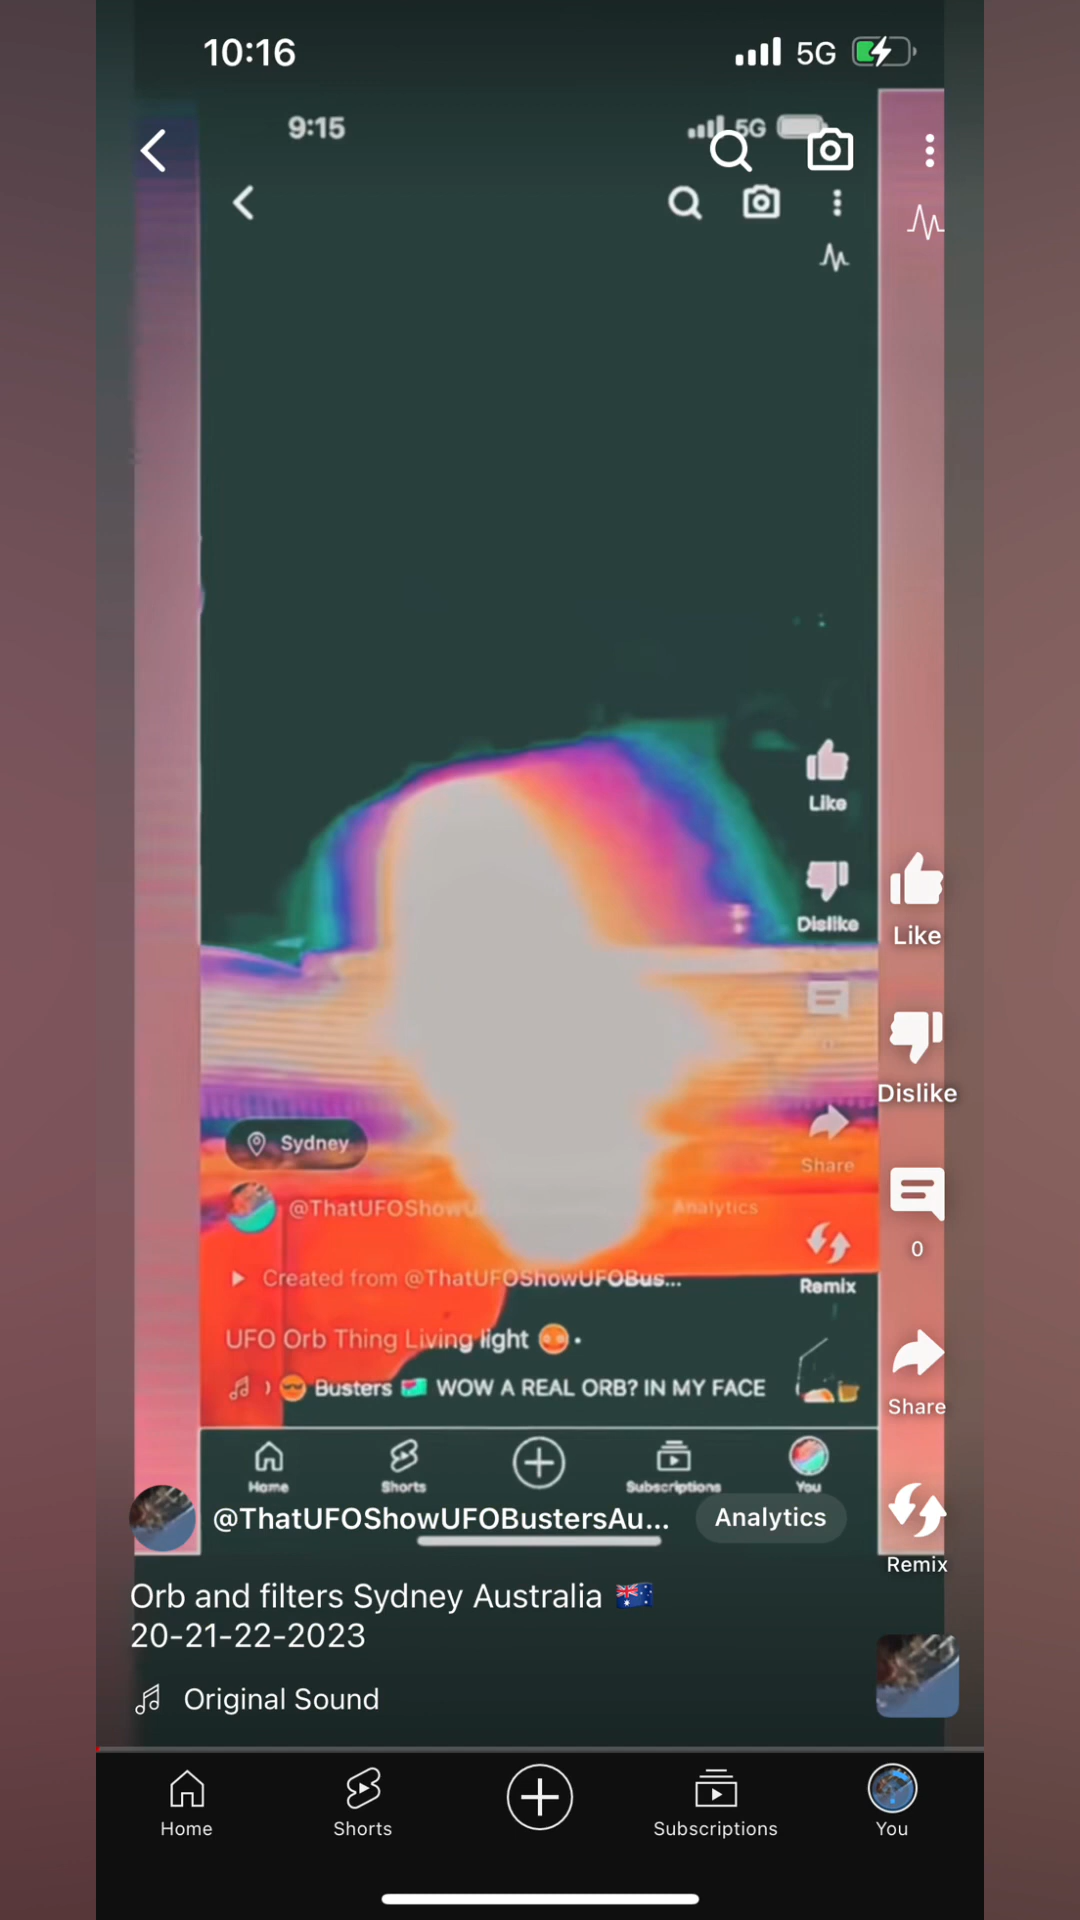 10:16
5G
9:15
5G
Like
Dislike
Share
Sydney
@ThatUFOShowU
Analytics
Created from @ThatUFOShowUFOBus...
Remix
UFO Orb Thing Living light
) Busters WOW A REAL ORB? IN MY FACE
Home
Shorts
Subscriptions
You
Like
Dislike
0
Share
Remix
@ThatUFOShowUFOBustersAu...
Analytics
Orb and filters Sydney Australia 🇦🇺
20-21-22-2023
Original Sound
Home
Shorts
Subscriptions
You